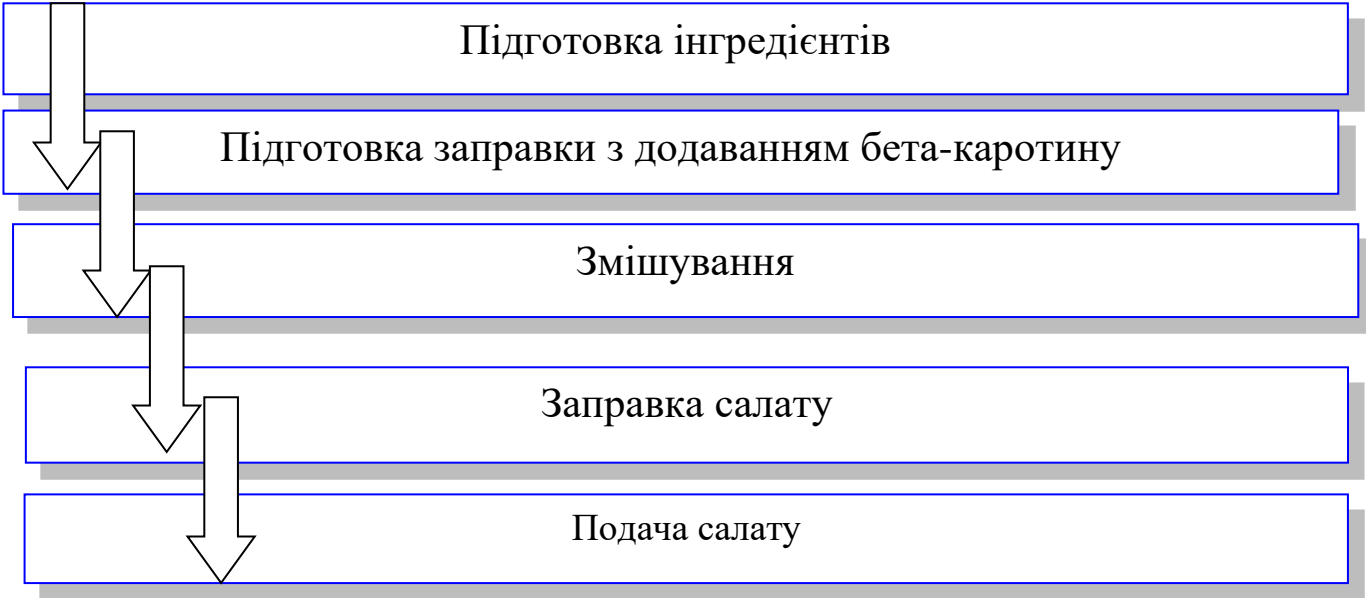 Підготовка інгредієнтів
Підготовка заправки з додаванням бета-каротину
Змішування
Заправка салату
Подача салату